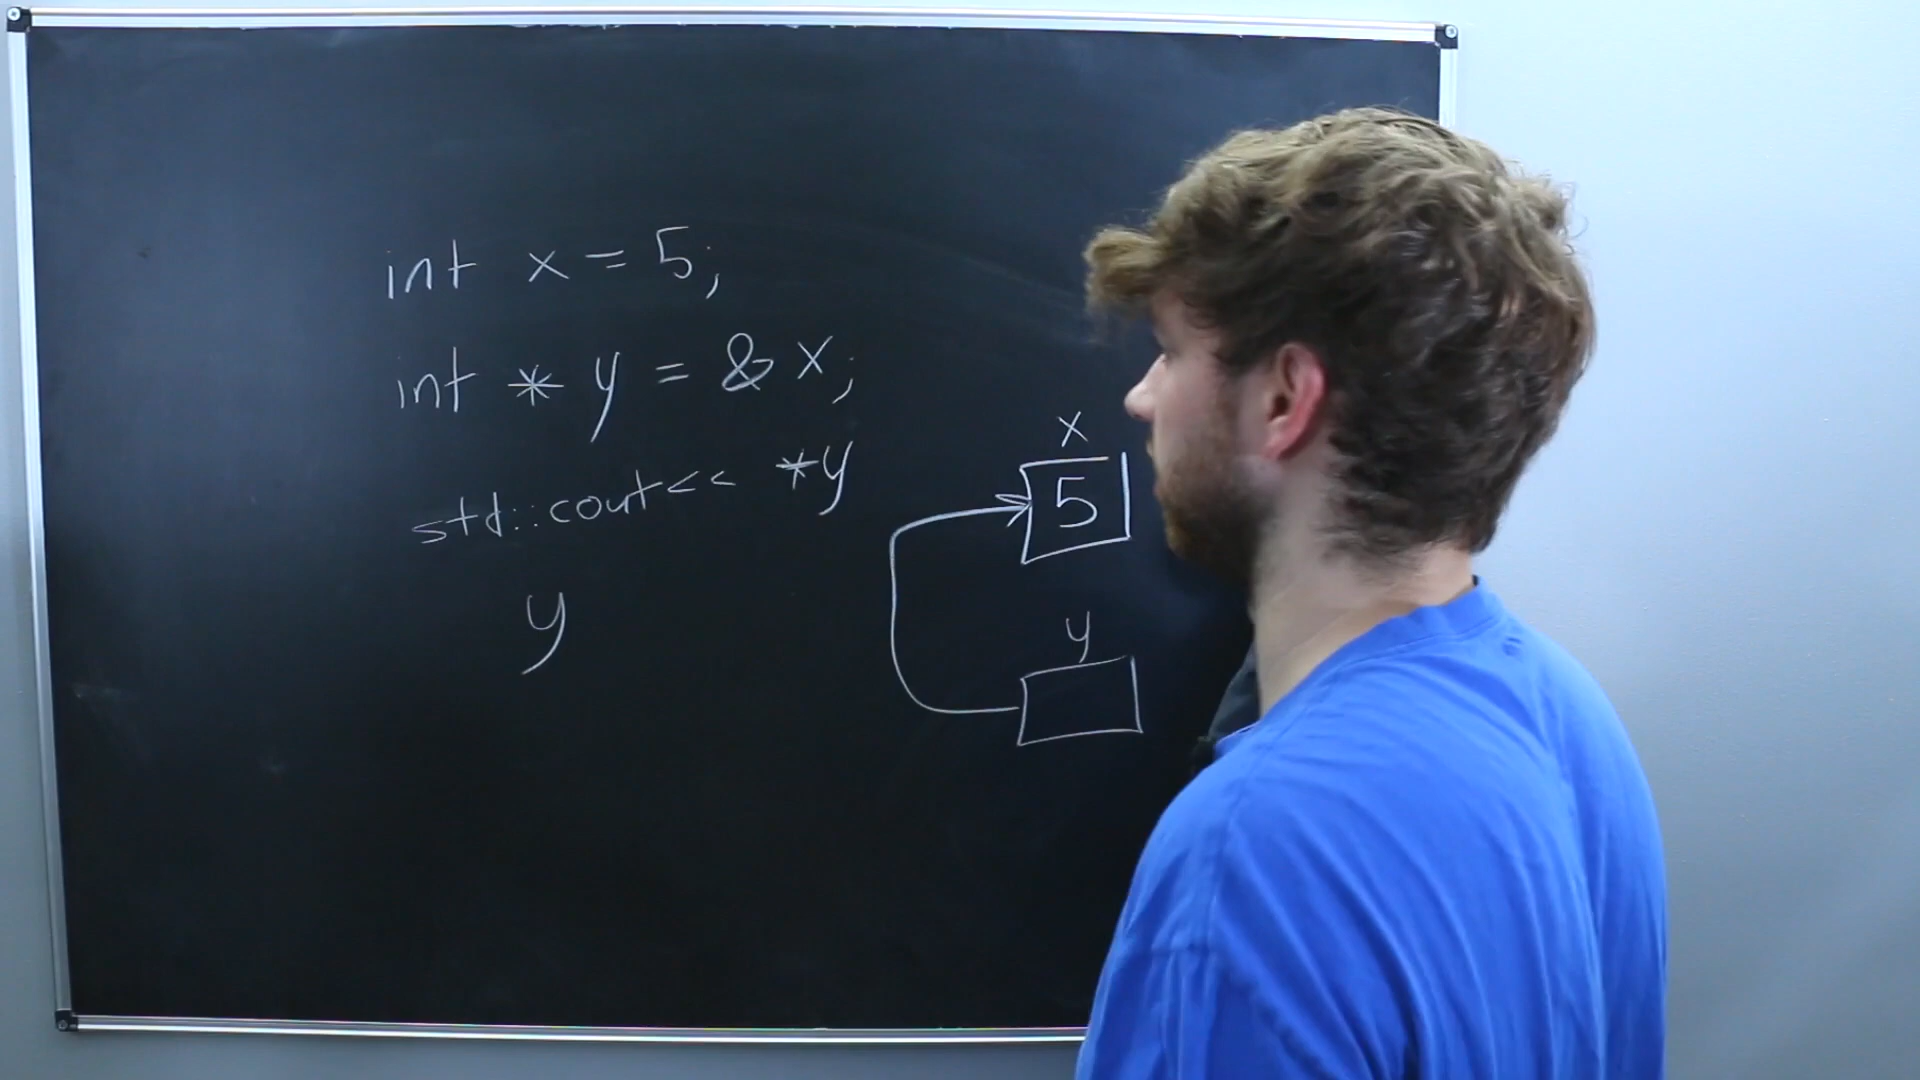 int x = 5;
int * y = & x;
std::cout<< *y
y
x
5
y